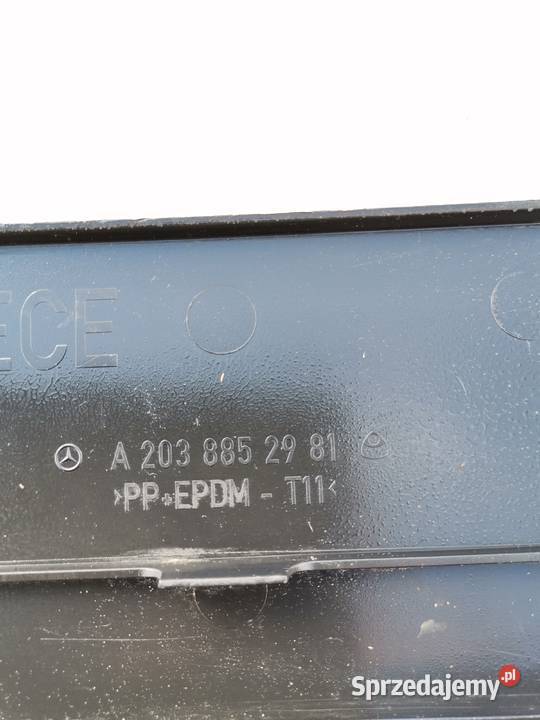 ECE
A 203 885 29 81
>PP+EPDM - T11<
Sprzedajemy.pl